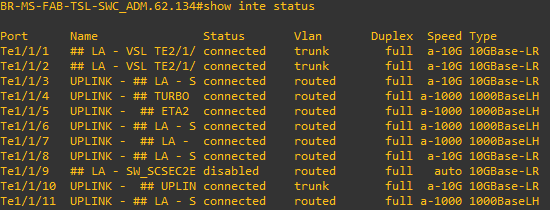 BR-MS-FAB-TSL-SWC_ADM.62.134#show inte status
Port Name Status Vlan Duplex Speed Type
Te1/1/1 ## LA - VSL TE2/1/ connected trunk full a-10G 10GBase-LR
Te1/1/2 ## LA - VSL TE2/1/ connected trunk full a-10G 10GBase-LR
Te1/1/3 UPLINK - ## LA - S connected routed full a-10G 10GBase-LR
Te1/1/4 UPLINK - ## TURBO connected routed full a-1000 1000BaseLH
Te1/1/5 UPLINK - ## ETA2 connected routed full a-1000 1000BaseLH
Te1/1/6 UPLINK - ## LA - S connected routed full a-1000 1000BaseLH
Te1/1/7 UPLINK - ## LA - connected routed full a-1000 1000BaseLH
Te1/1/8 UPLINK - ## LA - S connected routed full a-10G 10GBase-LR
Te1/1/9 ## LA - SW_SCSEC2E disabled routed full auto 10GBase-LR
Te1/1/10 UPLINK - ## UPLIN connected trunk full a-10G 10GBase-LR
Te1/1/11 UPLINK - ## LA - S connected routed full a-1000 1000BaseLH